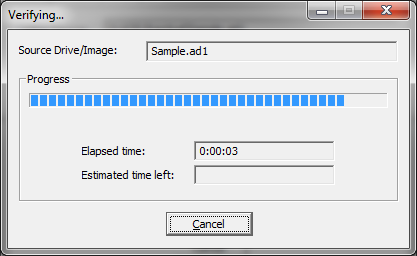 Verifying...
Source Drive/Image: Sample.ad1
Progress
Elapsed time: 0:00:03
Estimated time left:
Cancel